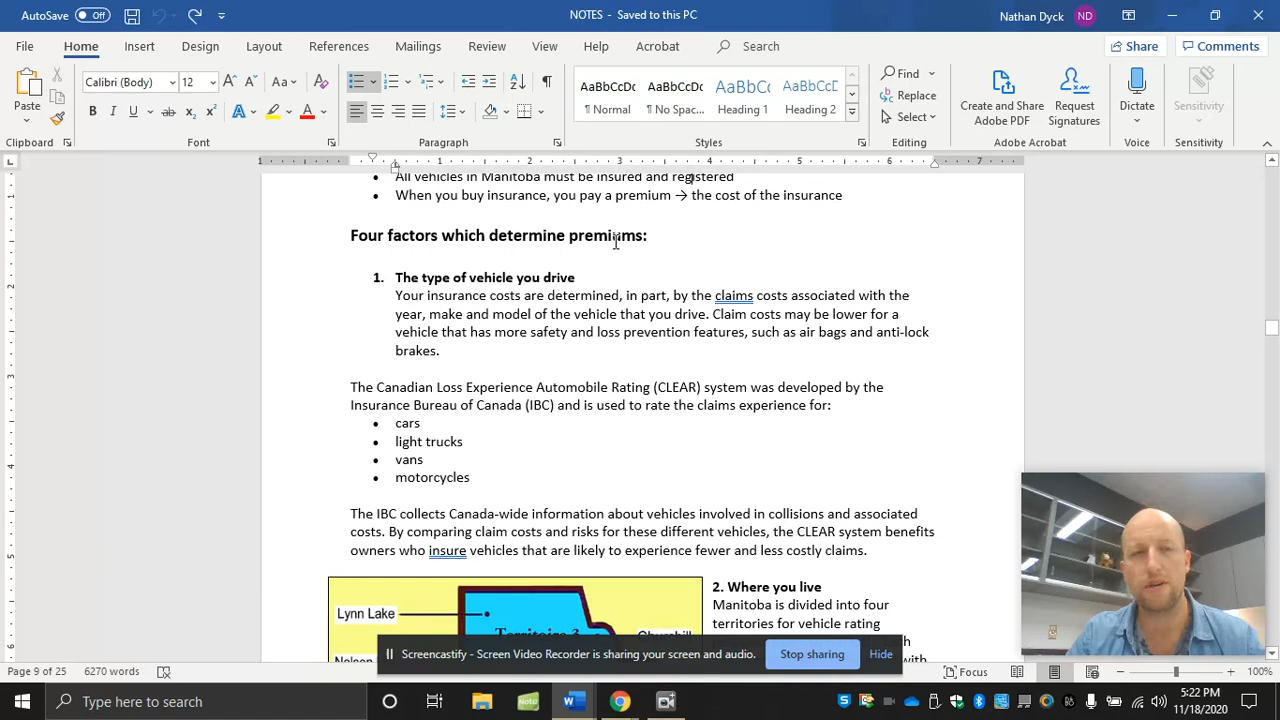 AutoSave Off NOTES - Saved to this PC Nathan Dyck ND
File Home Insert Design Layout References Mailings Review View Help Acrobat Search Share Comments
Calibri (Body) 12 AaBbCcDc AaBbCcDc AaBbCc AaBbCcD Find
Paste Normal No Spac... Heading 1 Heading 2 Replace
Select
Create and Share Adobe PDF
Request Signatures
Dictate
Sensitivity
Clipboard Font Paragraph Styles Editing Adobe Acrobat Voice Sensitivity
• All vehicles in Manitoba must be insured and registered
• When you buy insurance, you pay a premium → the cost of the insurance
Four factors which determine premiums:
1. The type of vehicle you drive
Your insurance costs are determined, in part, by the claims costs associated with the
year, make and model of the vehicle that you drive. Claim costs may be lower for a
vehicle that has more safety and loss prevention features, such as air bags and anti-lock
brakes.
The Canadian Loss Experience Automobile Rating (CLEAR) system was developed by the
Insurance Bureau of Canada (IBC) and is used to rate the claims experience for:
• cars
• light trucks
• vans
• motorcycles
The IBC collects Canada-wide information about vehicles involved in collisions and associated
costs. By comparing claim costs and risks for these different vehicles, the CLEAR system benefits
owners who insure vehicles that are likely to experience fewer and less costly claims.
Lynn Lake
2. Where you live
Manitoba is divided into four
territories for vehicle rating
Screencastify - Screen Video Recorder is sharing your screen and audio. Stop sharing Hide
Page 9 of 25 6270 words Focus 100%
Type here to search
5:22 PM
11/18/2020